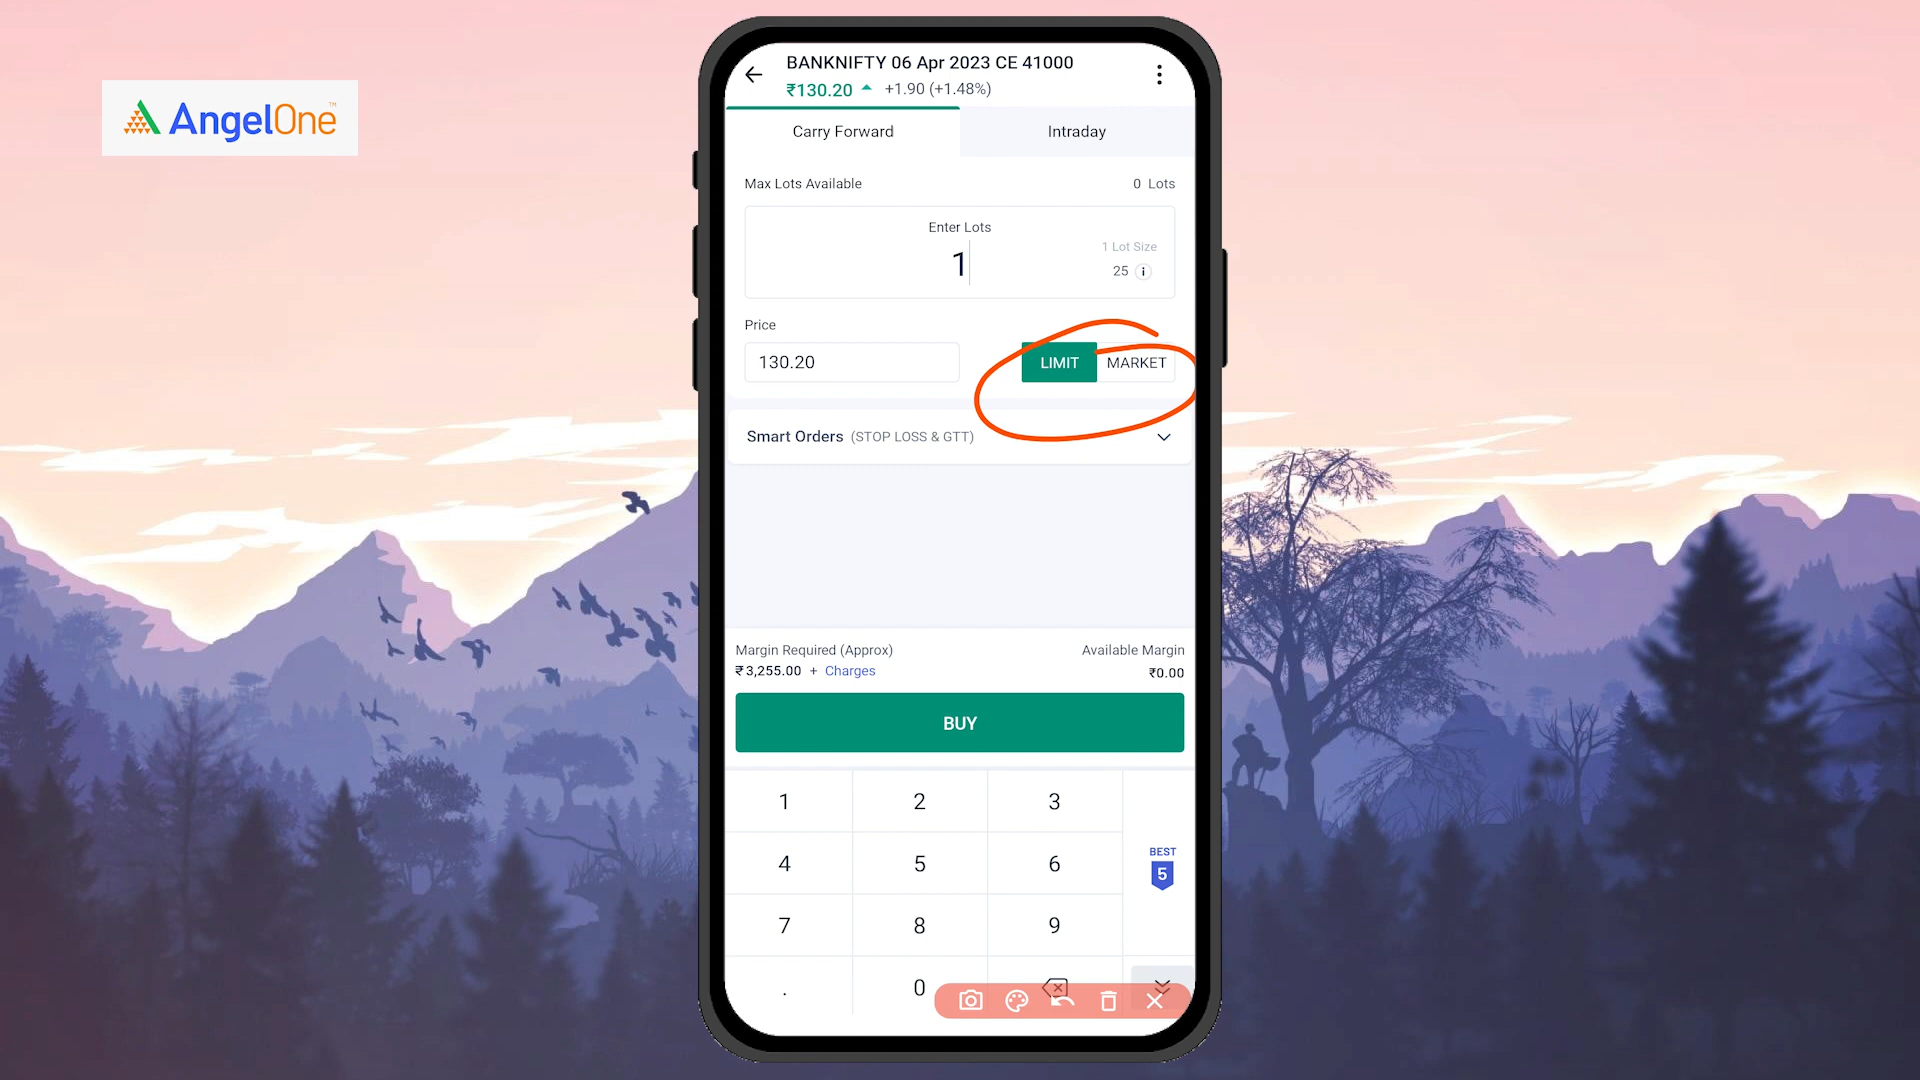 AngelOne™
BANKNIFTY 06 Apr 2023 CE 41000
₹130.20 +1.90 (+1.48%)
Carry Forward Intraday
Max Lots Available 0 Lots
Enter Lots
1
1 Lot Size
25 i
Price
130.20 LIMIT MARKET
Smart Orders (STOP LOSS & GTT)
Margin Required (Approx) Available Margin
₹3,255.00 + Charges ₹0.00
BUY
1 2 3
4 5 6
BEST
5
7 8 9
. 0